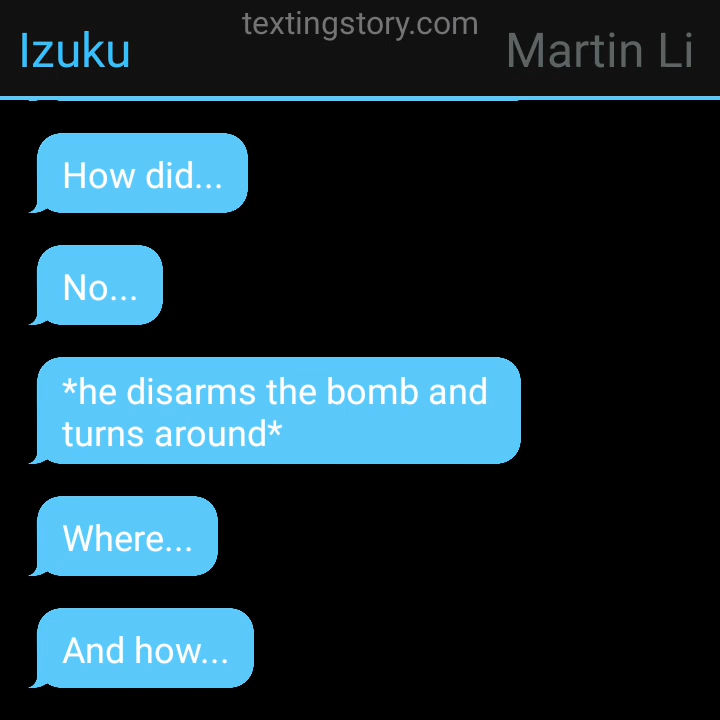 textingstory.com
Izuku
Martin Li
How did...
No...
*he disarms the bomb and
turns around*
Where...
And how...